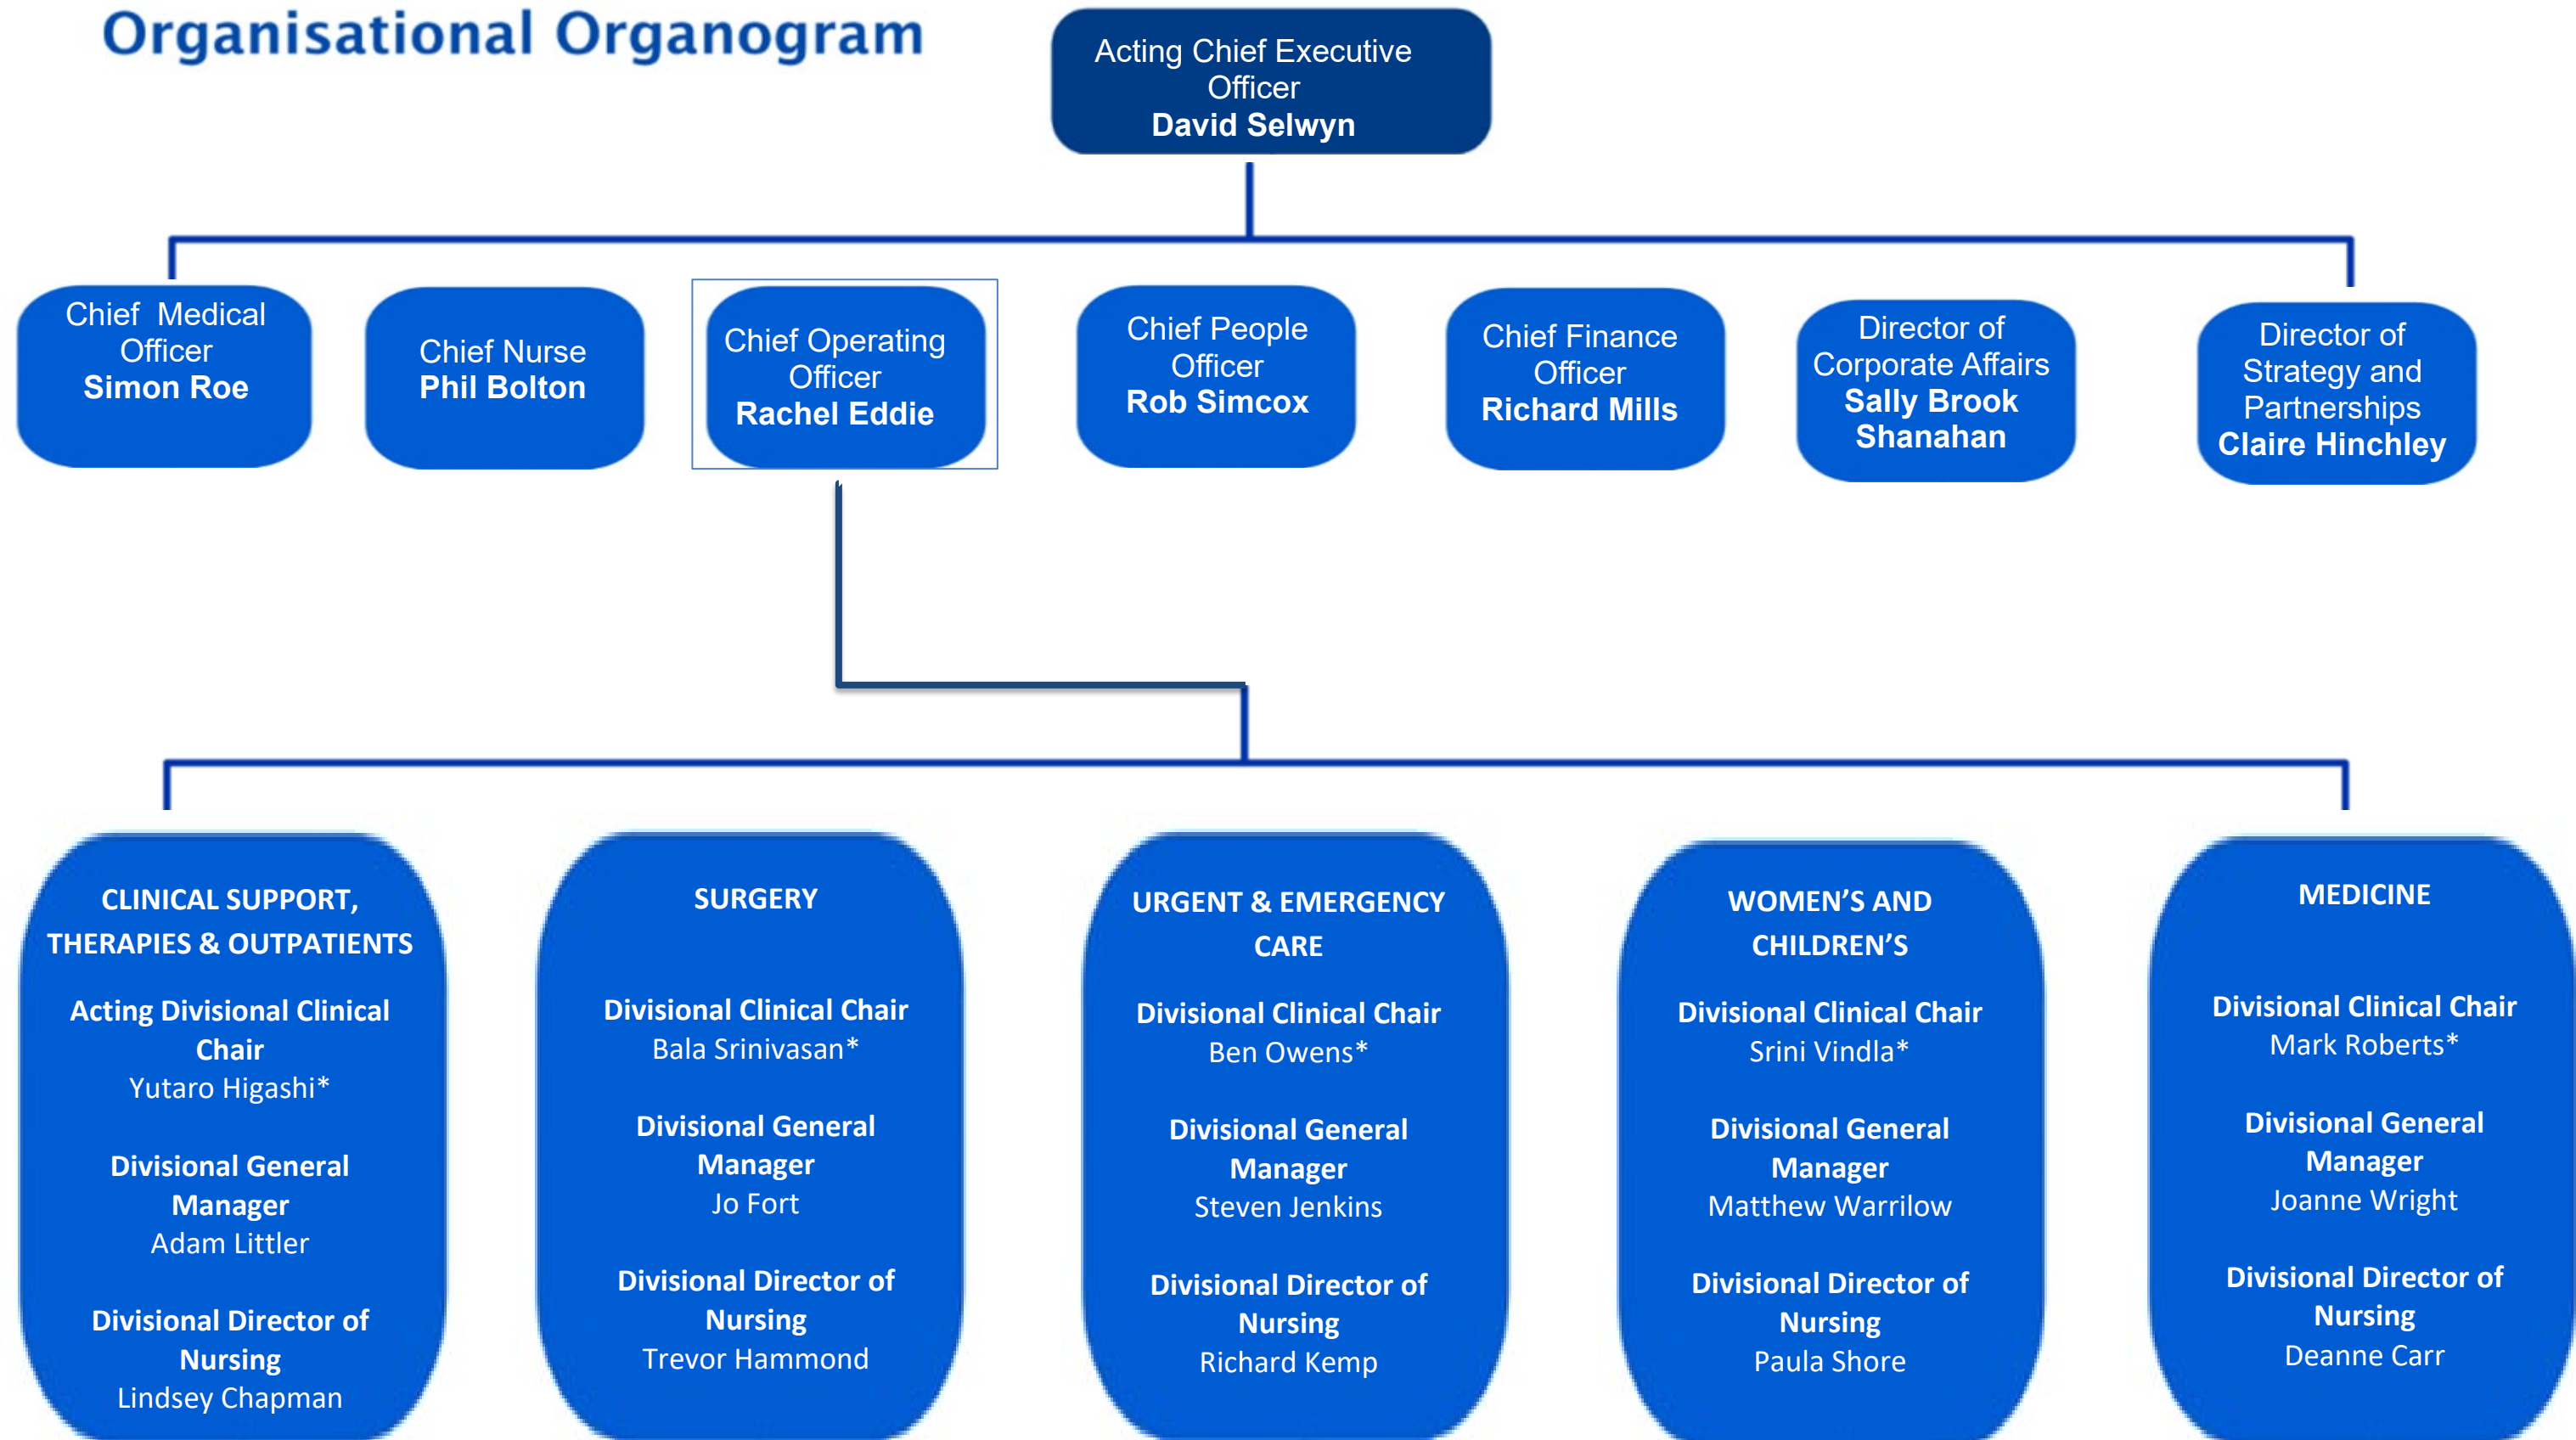 Organisational Organogram
Acting Chief Executive
Officer
David Selwyn
Chief Medical
Officer
Simon Roe
Chief Nurse
Phil Bolton
Chief Operating
Officer
Rachel Eddie
Chief People
Officer
Rob Simcox
Chief Finance
Officer
Richard Mills
Director of
Corporate Affairs
Sally Brook
Shanahan
Director of
Strategy and
Partnerships
Claire Hinchley
CLINICAL SUPPORT,
THERAPIES & OUTPATIENTS
Acting Divisional Clinical
Chair
Yutaro Higashi*
Divisional General
Manager
Adam Littler
Divisional Director of
Nursing
Lindsey Chapman
SURGERY
Divisional Clinical Chair
Bala Srinivasan*
Divisional General
Manager
Jo Fort
Divisional Director of
Nursing
Trevor Hammond
URGENT & EMERGENCY
CARE
Divisional Clinical Chair
Ben Owens*
Divisional General
Manager
Steven Jenkins
Divisional Director of
Nursing
Richard Kemp
WOMEN’S AND
CHILDREN’S
Divisional Clinical Chair
Srini Vindla*
Divisional General
Manager
Matthew Warrilow
Divisional Director of
Nursing
Paula Shore
MEDICINE
Divisional Clinical Chair
Mark Roberts*
Divisional General
Manager
Joanne Wright
Divisional Director of
Nursing
Deanne Carr